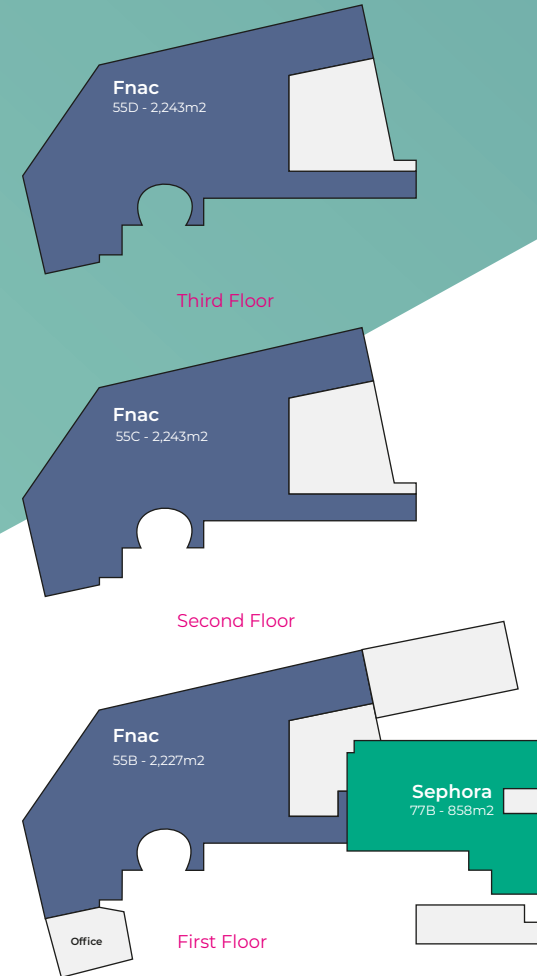 Fnac
55D - 2,243m2
Third Floor
Fnac
55C - 2,243m2
Second Floor
Fnac
55B - 2,227m2
Sephora
77B - 858m2
Office
First Floor